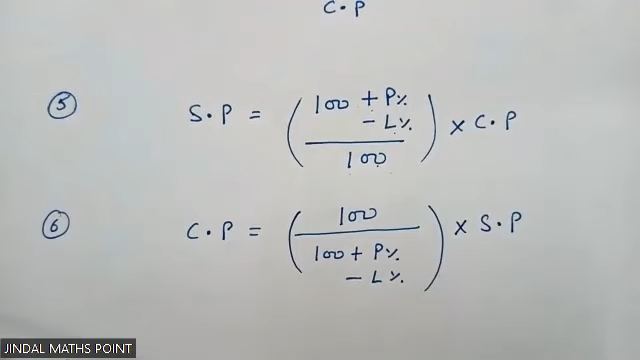 C.P
(5) S.P = (100 + P% - L% / 100) × C.P
(6) C.P = (100 / 100 + P% - L%) × S.P
JINDAL MATHS POINT